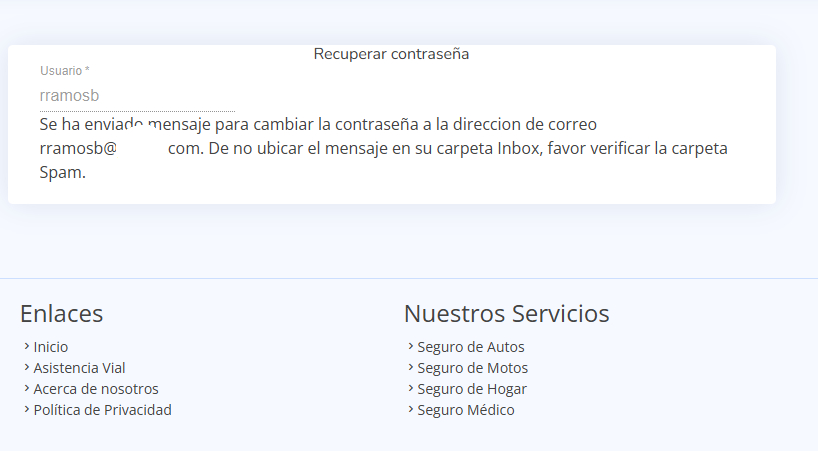 Recuperar contraseña
Usuario *
rramosb
Se ha enviado mensaje para cambiar la contraseña a la direccion de correo
rramosb@ com. De no ubicar el mensaje en su carpeta Inbox, favor verificar la carpeta
Spam.
Enlaces
Inicio
Asistencia Vial
Acerca de nosotros
Política de Privacidad
Nuestros Servicios
Seguro de Autos
Seguro de Motos
Seguro de Hogar
Seguro Médico